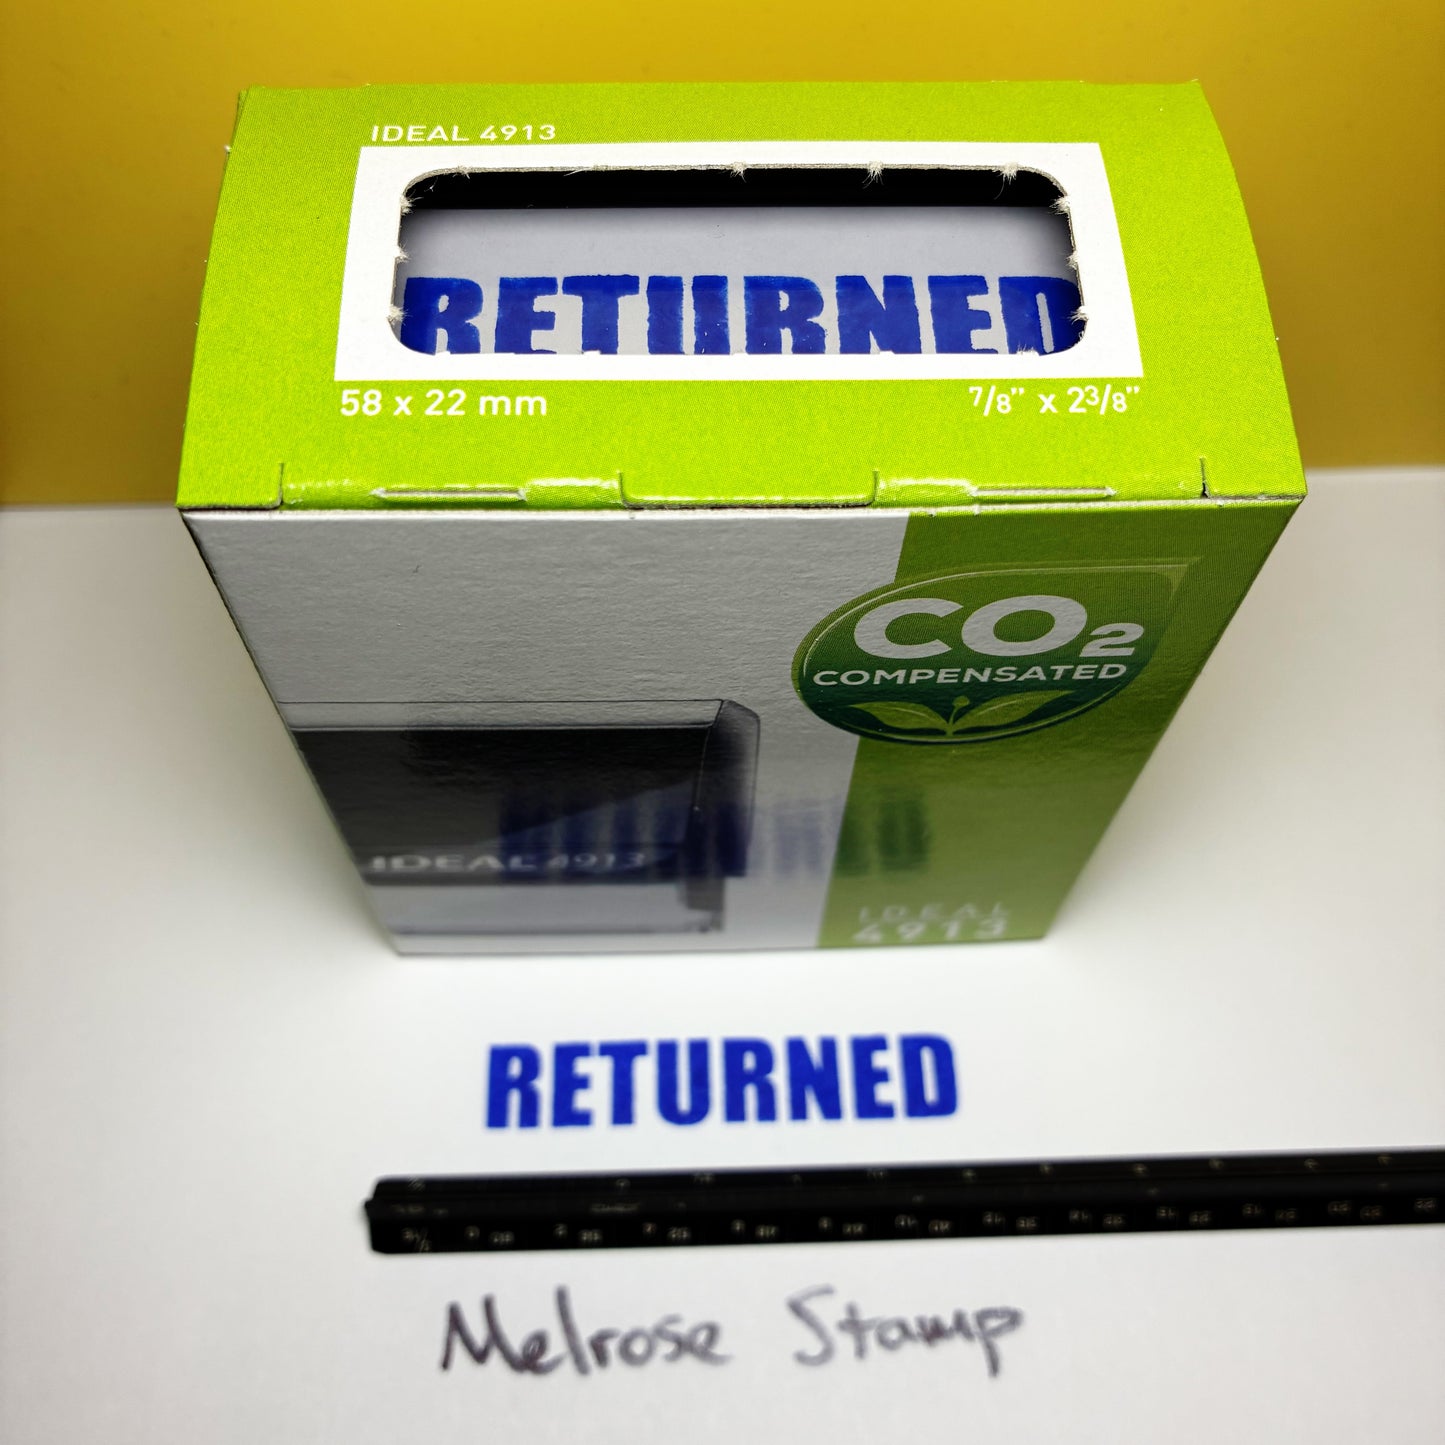 IDEAL 4913
RETURNED
58 x 22 mm
7/8" x 2 3/8"
CO2
COMPENSATED
IDEAL 4913
IDEAL
4913
RETURNED
Melrose Stamp